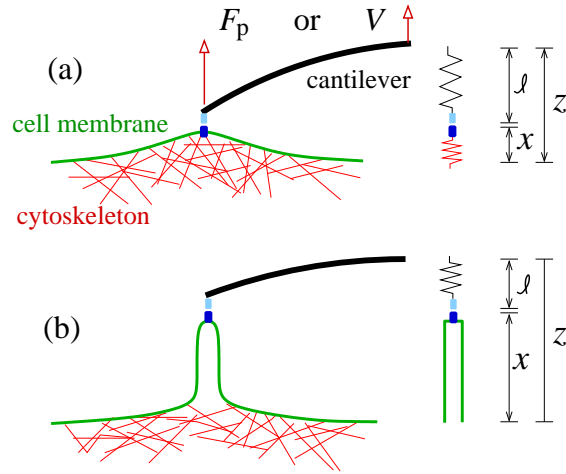 F_p or V
(a)
cantilever
ℓ
z
cell membrane
x
cytoskeleton
(b)
ℓ
z
x